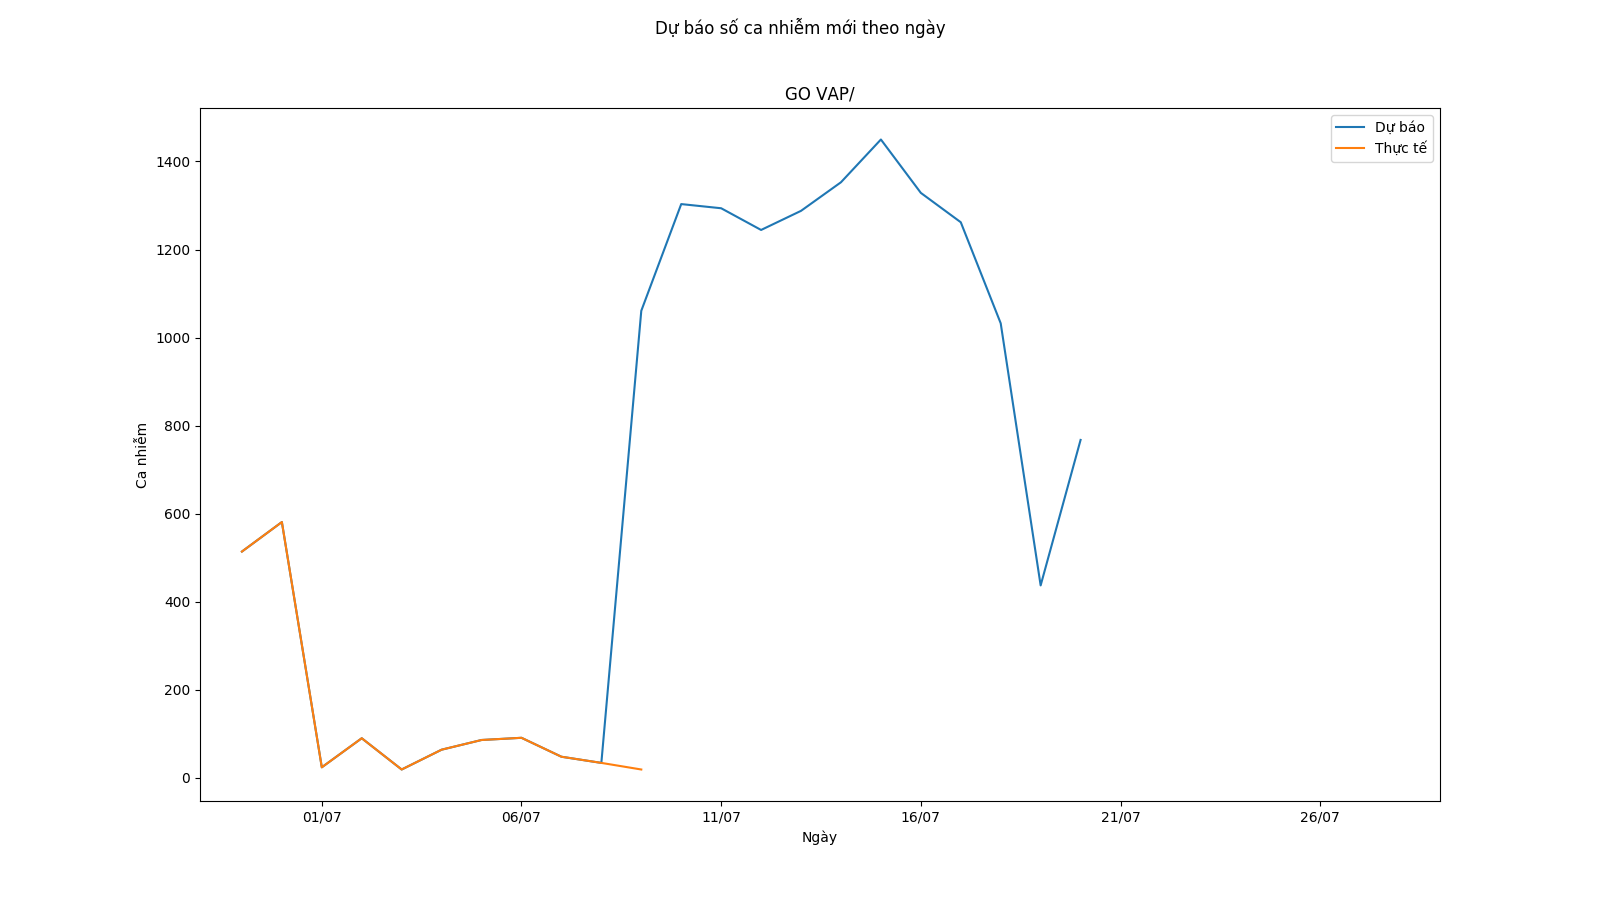 Dự báo số ca nhiễm mới theo ngày
GO VAP/
Dự báo
Thực tế
1400
1200
1000
800
600
400
200
0
Ca nhiễm
01/07 06/07 11/07 16/07 21/07 26/07
Ngày